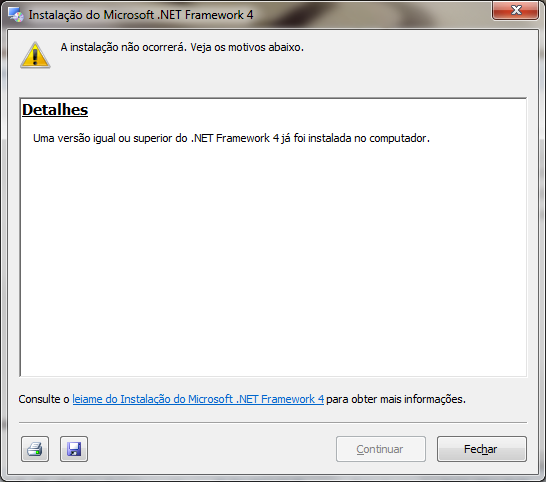 Instalação do Microsoft .NET Framework 4
A instalação não ocorrerá. Veja os motivos abaixo.
Detalhes
Uma versão igual ou superior do .NET Framework 4 já foi instalada no computador.
Consulte o leiame do Instalação do Microsoft .NET Framework 4 para obter mais informações.
Continuar
Fechar